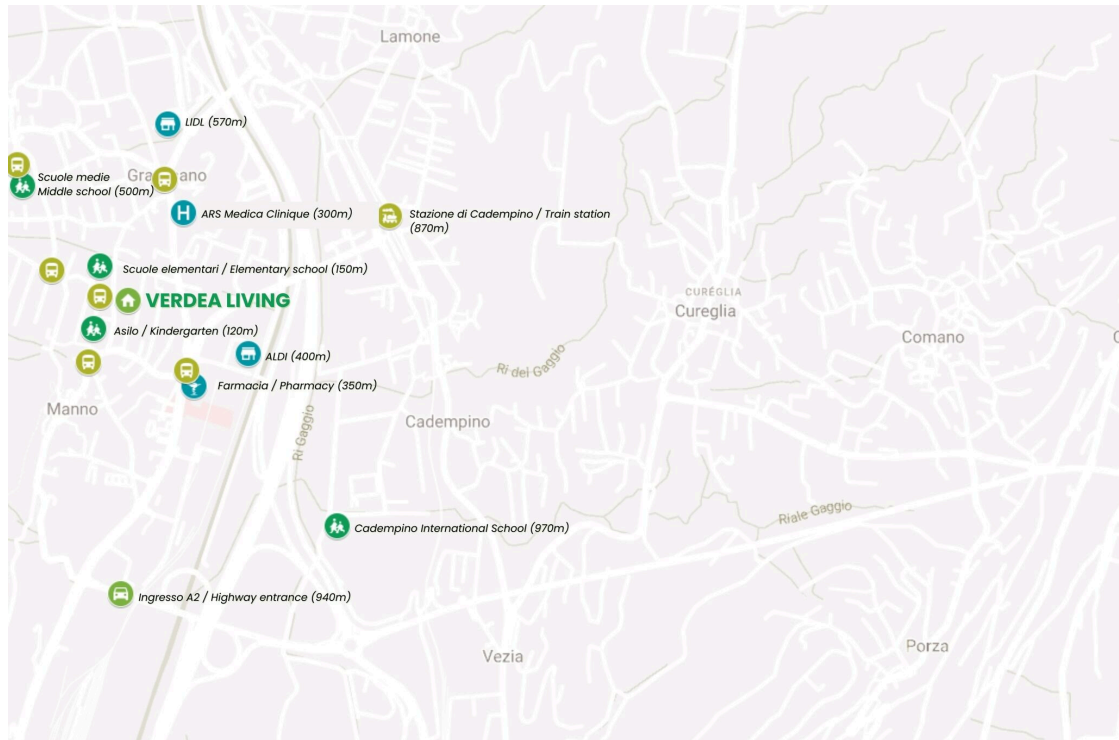 Lamone
LIDL (570m)
Scuole medie
Middle school (500m)
Gra ano
ARS Medica Clinique (300m)
Stazione di Cadempino / Train station
(870m)
Scuole elementari / Elementary school (150m)
VERDEA LIVING
CUREGLIA
Cureglia
Asilo / Kindergarten (120m)
Comano
ALDI (400m)
Ri del Gaggio
Farmacia / Pharmacy (350m)
Manno
Cadempino
Ri Gaggio
Riale Gaggio
Cadempino International School (970m)
Ingresso A2 / Highway entrance (940m)
Porza
Vezia